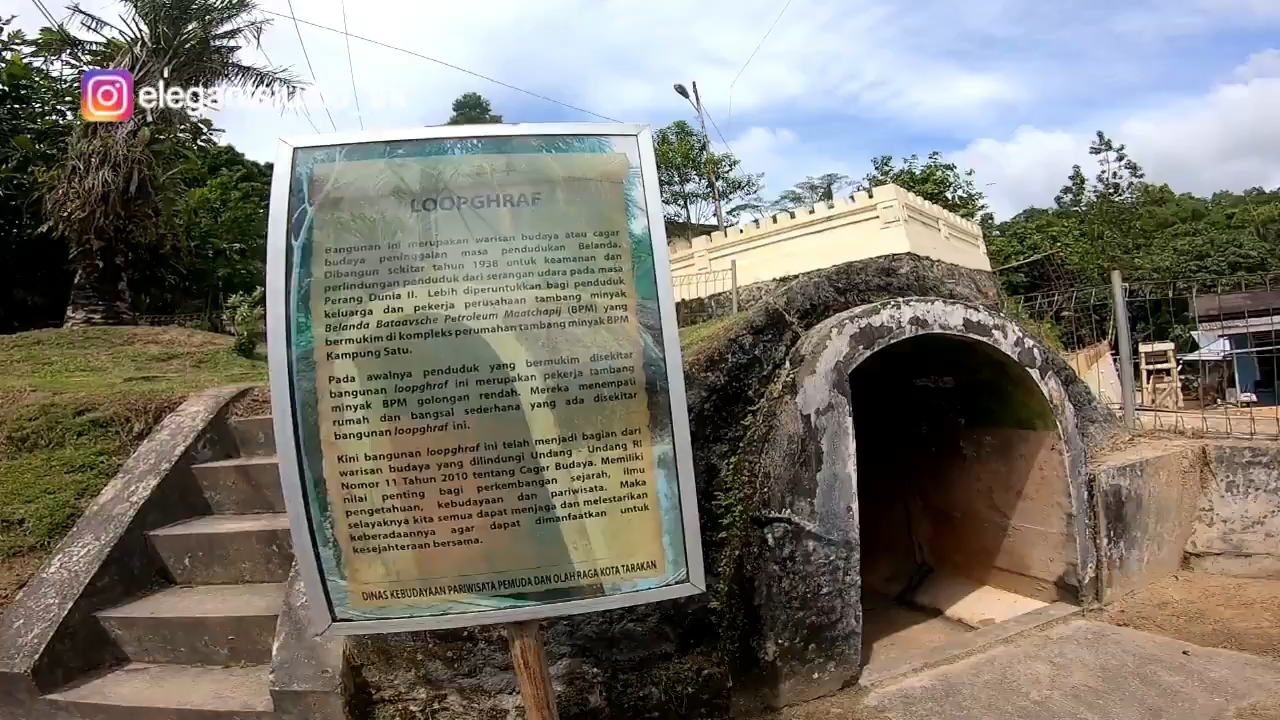 LOOPGHRAF
Bangunan ini merupakan warisan budaya atau cagar
budaya peninggalan masa pendudukan Belanda.
Dibangun sekitar tahun 1938 untuk keamanan dan
perlindungan penduduk dari serangan udara pada masa
Perang Dunia II. Lebih diperuntukkan bagi penduduk
keluarga dan pekerja perusahaan tambang minyak
Belanda Bataavsche Petroleum Maatchapij (BPM) yang
bermukim di kompleks perumahan tambang minyak BPM
Kampung Satu.
Pada awalnya penduduk yang bermukim disekitar
bangunan loopghraf ini merupakan pekerja tambang
minyak BPM golongan rendah. Mereka menempati
rumah dan bangsal sederhana yang ada disekitar
bangunan loopghraf ini.
Kini bangunan loopghraf ini telah menjadi bagian dari
warisan budaya yang dilindungi Undang - Undang RI
Nomor 11 Tahun 2010 tentang Cagar Budaya. Memiliki
nilai penting bagi perkembangan sejarah, ilmu
pengetahuan, kebudayaan dan pariwisata. Maka
selayaknya kita semua dapat menjaga dan melestarikan
keberadaannya agar dapat dimanfaatkan untuk
kesejahteraan bersama.
DINAS KEBUDAYAAN PARIWISATA PEMUDA DAN OLAH RAGA KOTA TARAKAN